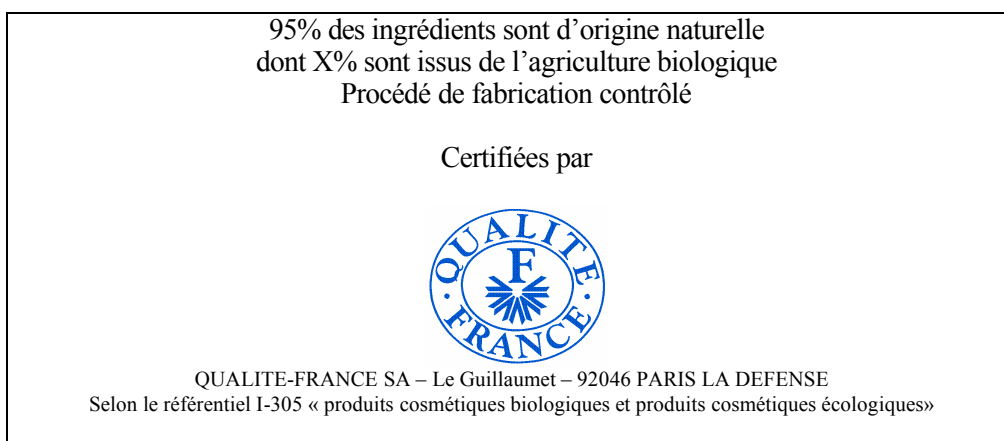 95% des ingrédients sont d’origine naturelle
dont X% sont issus de l’agriculture biologique
Procédé de fabrication contrôlé
Certifiées par
QUALITE
F
FRANCE
QUALITE-FRANCE SA – Le Guillaumet – 92046 PARIS LA DEFENSE
Selon le référentiel I-305 « produits cosmétiques biologiques et produits cosmétiques écologiques»